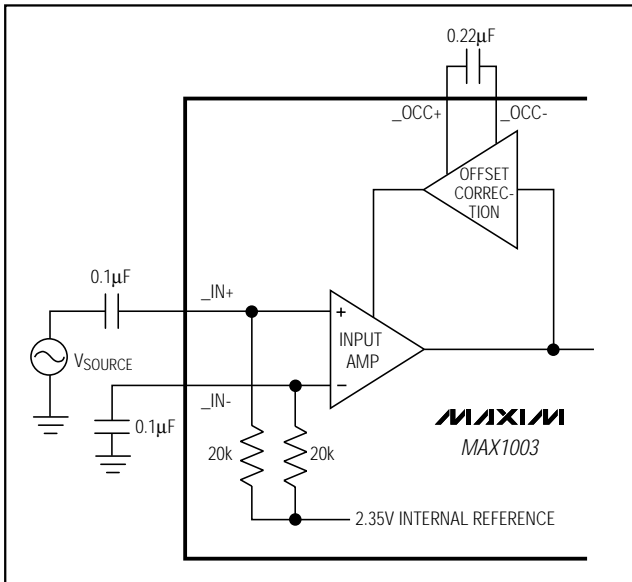 0.22µF
_OCC+
_OCC-
OFFSET
CORREC-
TION
0.1µF
_IN+
+
INPUT
AMP
VSOURCE
−
_IN-
0.1µF
MAXIM
MAX1003
20k
20k
2.35V INTERNAL REFERENCE